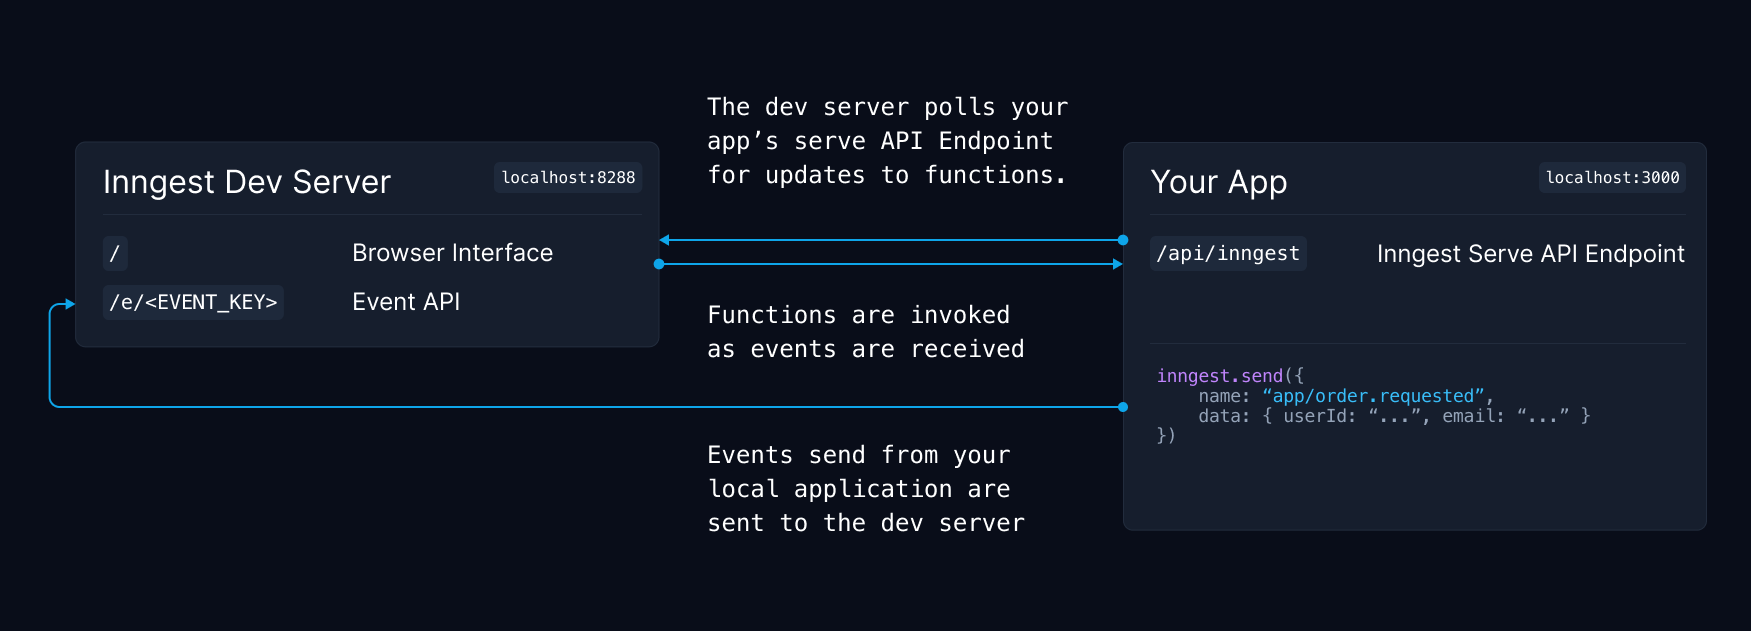 The dev server polls your
app’s serve API Endpoint
for updates to functions.
Inngest Dev Server
localhost:8288
/
Browser Interface
/e/<EVENT_KEY>
Event API
Functions are invoked
as events are received
Events send from your
local application are
sent to the dev server
Your App
localhost:3000
/api/inngest
Inngest Serve API Endpoint
inngest.send({
    name: “app/order.requested”,
    data: { userId: “...”, email: “...” }
})